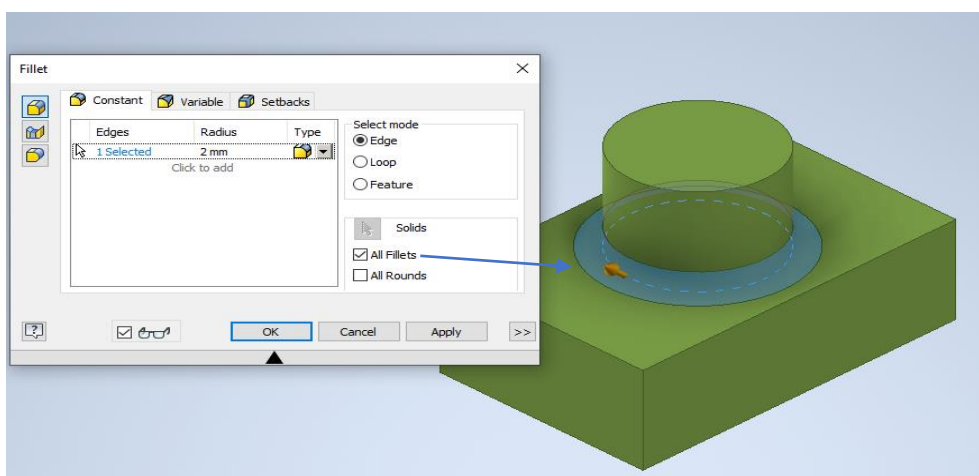 Fillet
Constant Variable Setbacks
Edges Radius Type
1 Selected 2 mm
Click to add
Select mode
Edge
Loop
Feature
Solids
All Fillets
All Rounds
?
OK Cancel Apply >>